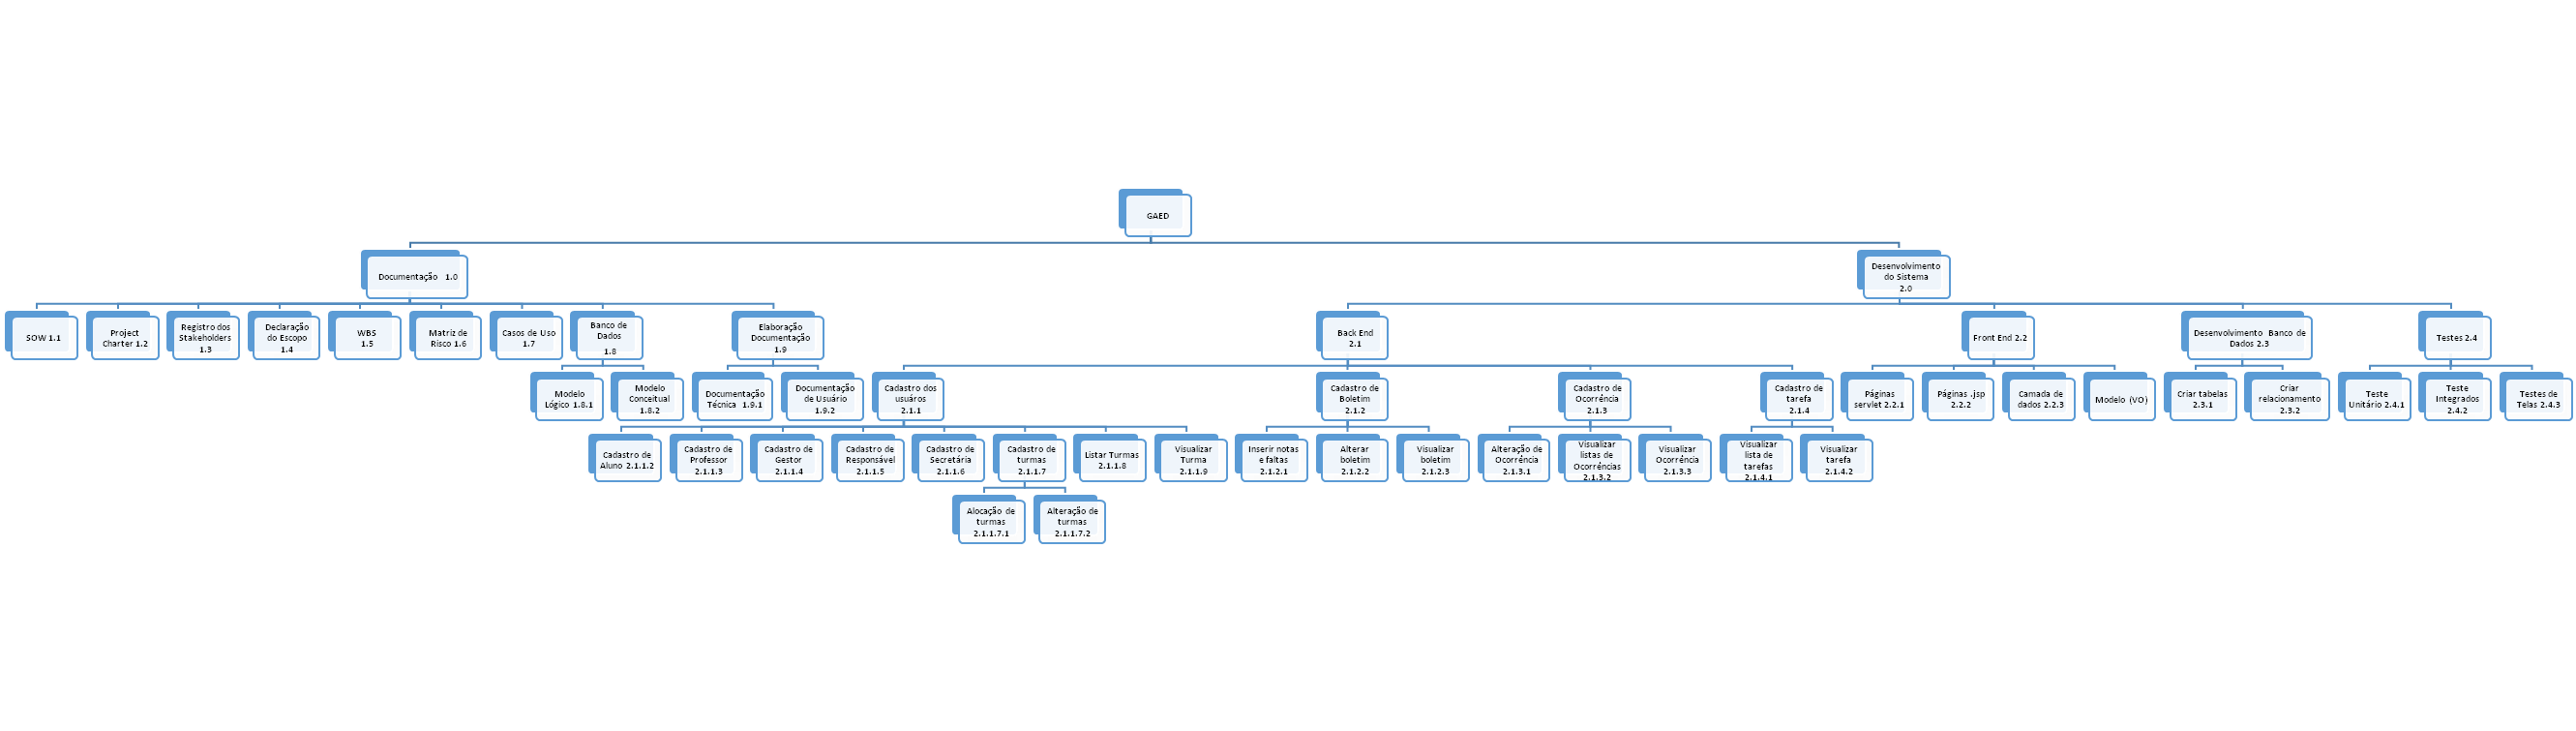 GAED
Documentação 1.0
Desenvolvimento
do Sistema
2.0
SOW 1.1
Project
Charter 1.2
Registro dos
Stakeholders
1.3
Declaração
do Escopo
1.4
WBS
1.5
Matriz de
Risco 1.6
Casos de Uso
1.7
Banco de
Dados
1.8
Elaboração
Documentação
1.9
Back End
2.1
Front End 2.2
Desenvolvimento Banco de
Dados 2.3
Testes 2.4
Modelo
Lógico 1.8.1
Modelo
Conceitual
1.8.2
Documentação
Técnica 1.9.1
Documentação
de Usuário
1.9.2
Cadastro dos
usuáros
2.1.1
Cadastro de
Boletim
2.1.2
Cadastro de
Ocorrência
2.1.3
Cadastro de
tarefa
2.1.4
Páginas
servlet 2.2.1
Páginas .jsp
2.2.2
Camada de
dados 2.2.3
Modelo (VO)
Criar tabelas
2.3.1
Criar
relacionamento
2.3.2
Teste
Unitário 2.4.1
Teste
Integrados
2.4.2
Testes de
Telas 2.4.3
Cadastro de
Aluno 2.1.1.2
Cadastro de
Professor
2.1.1.3
Cadastro de
Gestor
2.1.1.4
Cadastro de
Responsável
2.1.1.5
Cadastro de
Secretária
2.1.1.6
Cadastro de
turmas
2.1.1.7
Listar Turmas
2.1.1.8
Visualizar
Turma
2.1.1.9
Inserir notas
e faltas
2.1.2.1
Alterar
boletim
2.1.2.2
Visualizar
boletim
2.1.2.3
Alteração de
Ocorrência
2.1.3.1
Visualizar
listas de
Ocorrências
2.1.3.2
Visualizar
Ocorrência
2.1.3.3
Visualizar
lista de
tarefas
2.1.4.1
Visualizar
tarefa
2.1.4.2
Alocação de
turmas
2.1.1.7.1
Alteração de
turmas
2.1.1.7.2